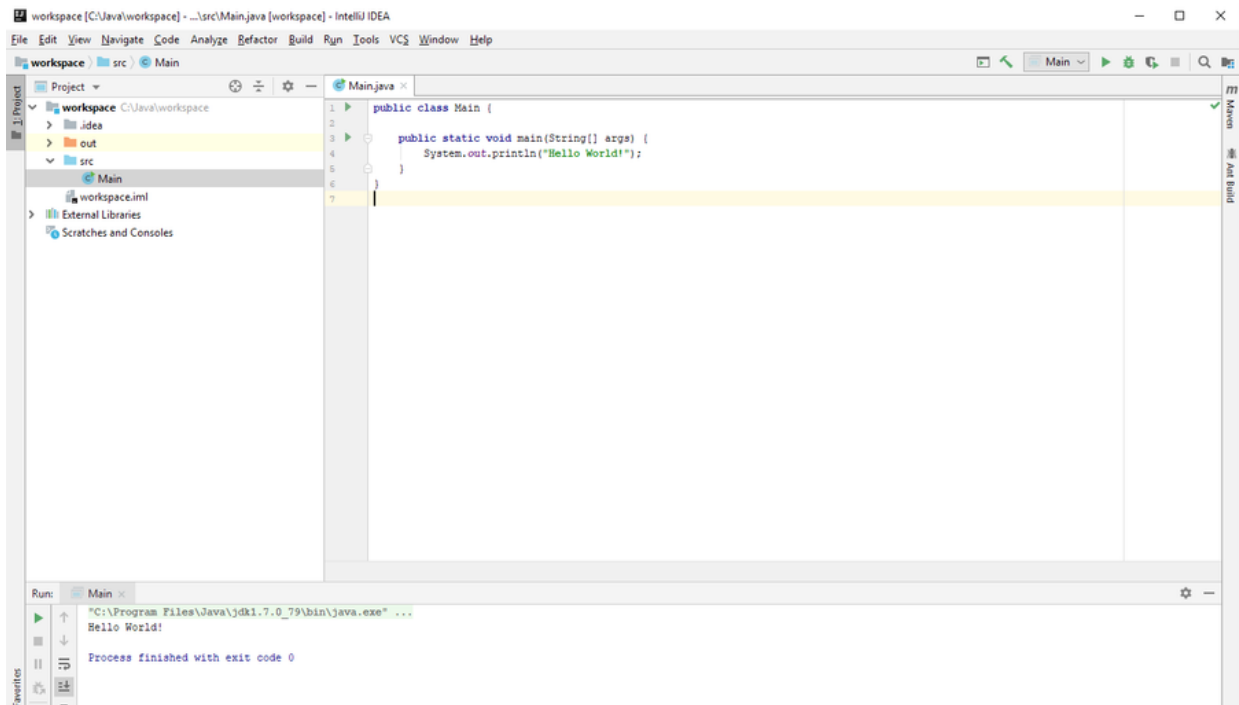 workspace [C:\Java\workspace] - ...\src\Main.java [workspace] - IntelliJ IDEA
File Edit View Navigate Code Analyze Refactor Build Run Tools VCS Window Help
workspace src Main
Main
1: Project
Project
workspace C:\Java\workspace
.idea
out
src
Main
workspace.iml
External Libraries
Scratches and Consoles
Main.java
1 public class Main {
2
3 public static void main(String[] args) {
4 System.out.println("Hello World!");
5 }
6 }
7
m Maven
Ant Build
Run: Main
"C:\Program Files\Java\jdk1.7.0_79\bin\java.exe" ...
Hello World!
Process finished with exit code 0
Favorites